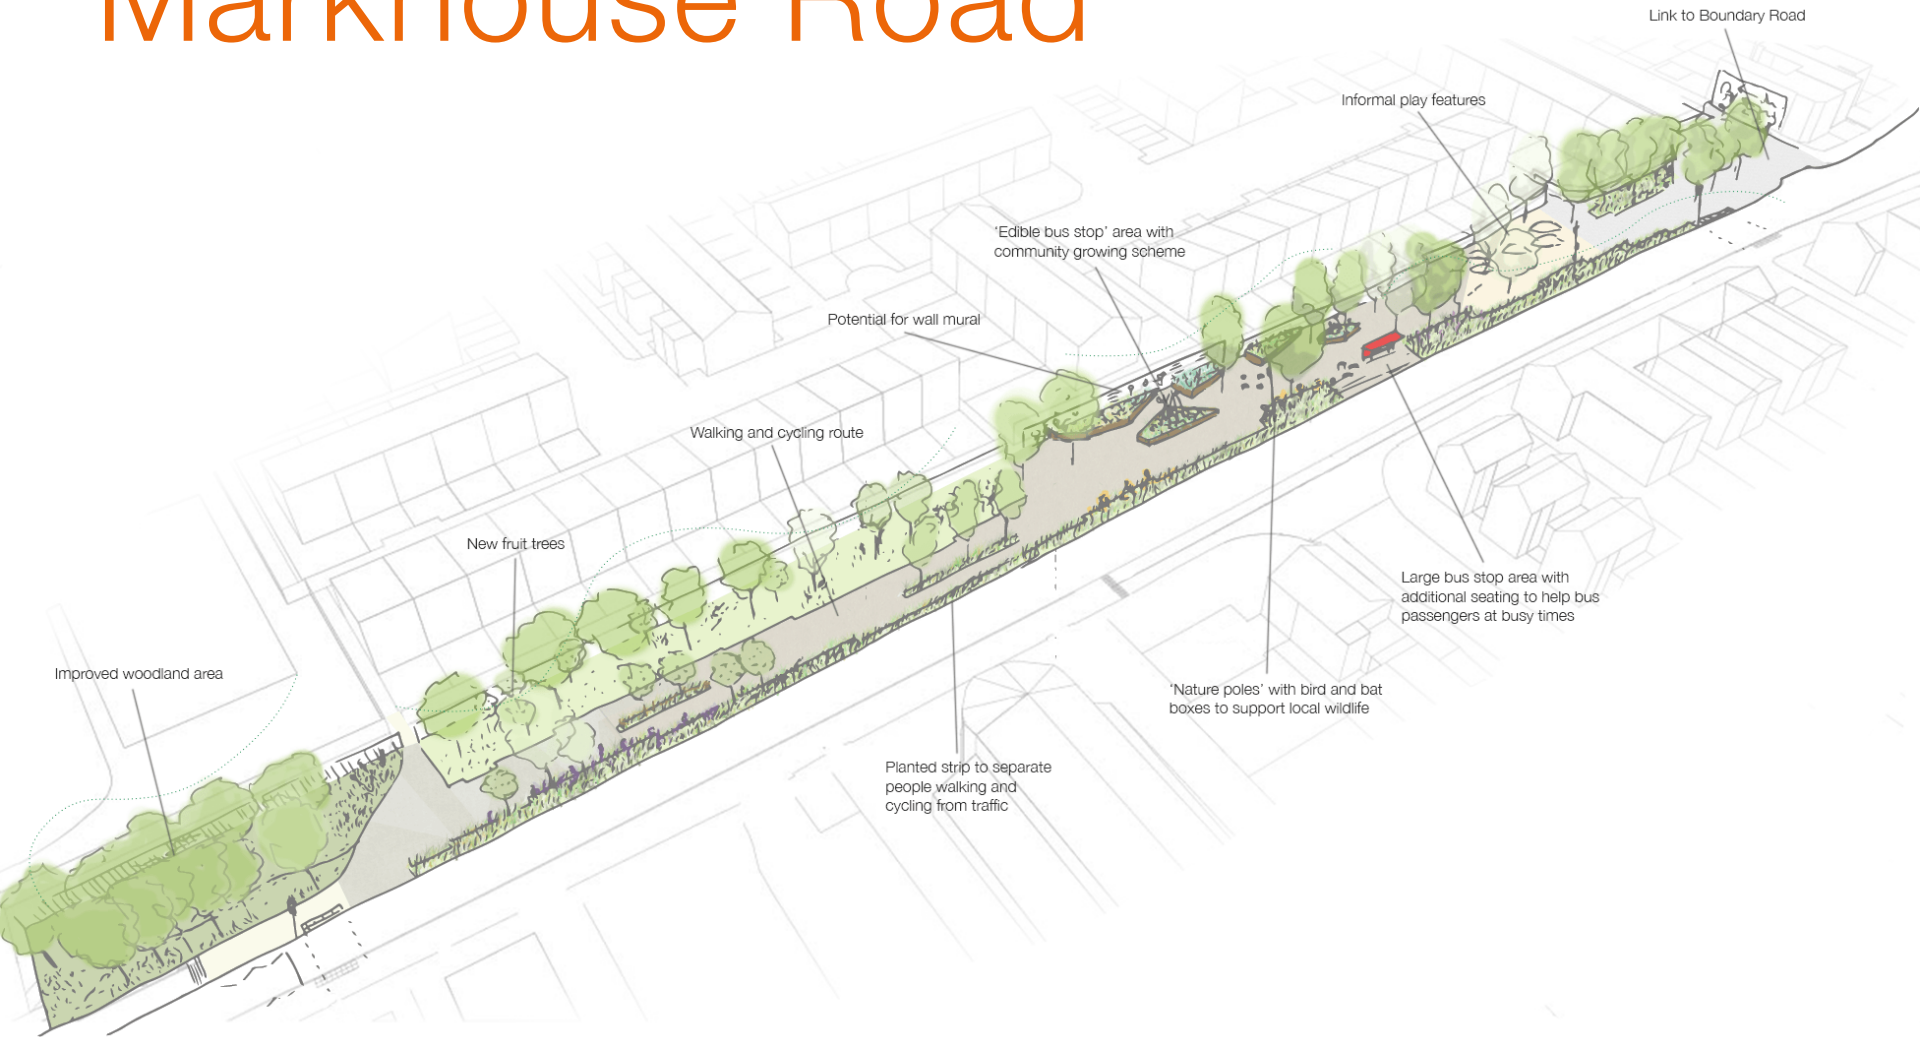 Markhouse Road
Link to Boundary Road
Informal play features
‘Edible bus stop’ area with
community growing scheme
Potential for wall mural
Walking and cycling route
New fruit trees
Improved woodland area
Large bus stop area with
additional seating to help bus
passengers at busy times
‘Nature poles’ with bird and bat
boxes to support local wildlife
Planted strip to separate
people walking and
cycling from traffic